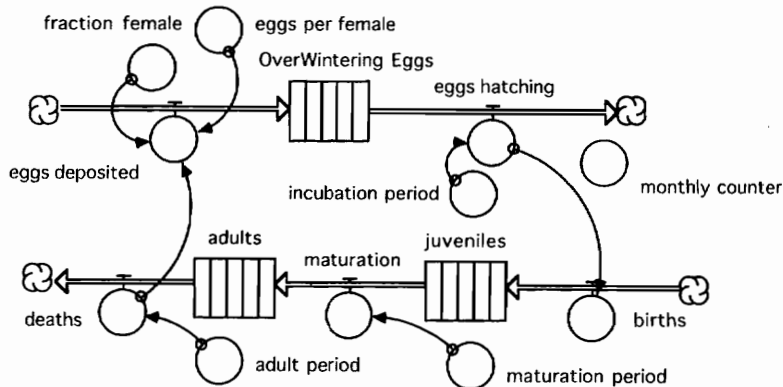 fraction female
eggs per female
OverWintering Eggs
eggs hatching
eggs deposited
incubation period
monthly counter
adults
maturation
juveniles
deaths
births
adult period
maturation period